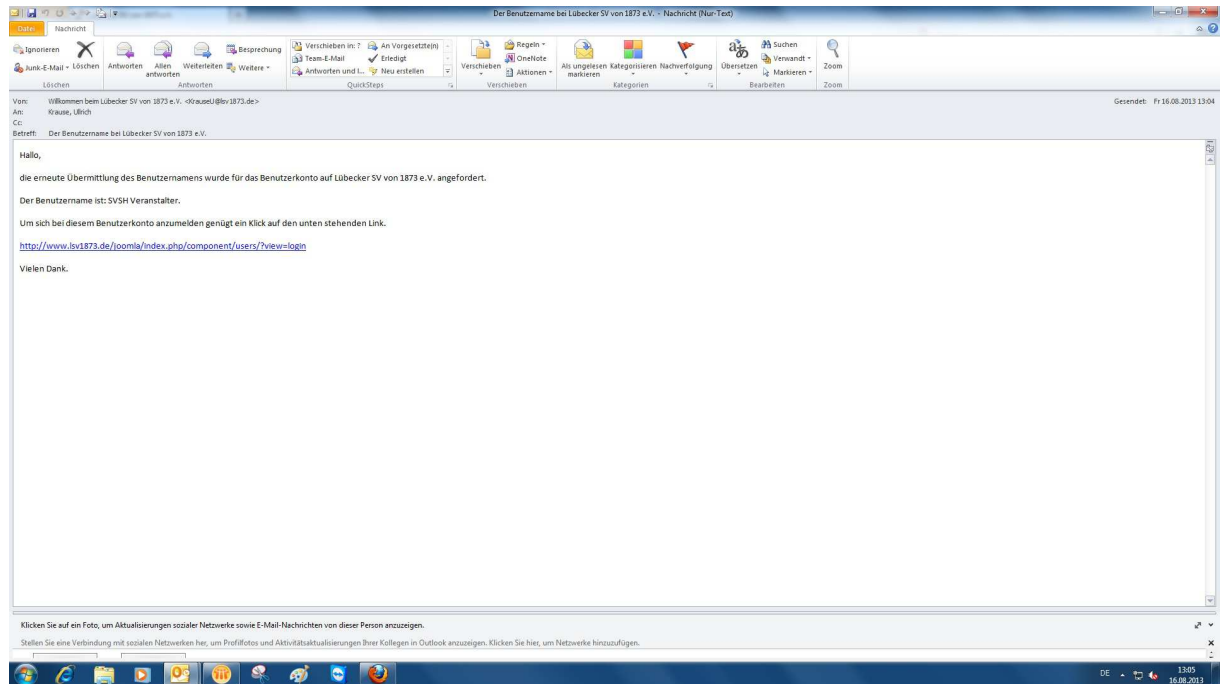 Der Benutzername bei Lübecker SV von 1873 e.V. - Nachricht (Nur-Text)
Datei Nachricht
Ignorieren
Junk-E-Mail
Löschen
Antworten
Allen antworten
Weiterleiten
Besprechung
Weitere
Verschieben in: ?
Team-E-Mail
Antworten und l...
An Vorgesetzte(n)
Erledigt
Neu erstellen
Verschieben
Regeln
OneNote
Aktionen
Als ungelesen markieren
Kategorisieren
Nachverfolgung
Übersetzen
Suchen
Verwandt
Markieren
Zoom
Löschen Antworten QuickSteps Verschieben Kategorien Bearbeiten Zoom
Von: Willkommen beim Lübecker SV von 1873 e.V. <KrauseU@lsv1873.de> Gesendet: Fr 16.08.2013 13:04
An: Krause, Ulrich
Cc:
Betreff: Der Benutzername bei Lübecker SV von 1873 e.V.
Hallo,
die erneute Übermittlung des Benutzernamens wurde für das Benutzerkonto auf Lübecker SV von 1873 e.V. angefordert.
Der Benutzername ist: SVSH Veranstalter.
Um sich bei diesem Benutzerkonto anzumelden genügt ein Klick auf den unten stehenden Link.
http://www.lsv1873.de/joomla/index.php/component/users/?view=login
Vielen Dank.
Klicken Sie auf ein Foto, um Aktualisierungen sozialer Netzwerke sowie E-Mail-Nachrichten von dieser Person anzuzeigen.
Stellen Sie eine Verbindung mit sozialen Netzwerken her, um Profilfotos und Aktivitätsaktualisierungen Ihrer Kollegen in Outlook anzuzeigen. Klicken Sie hier, um Netzwerke hinzuzufügen.
DE 13:05
16.08.2013